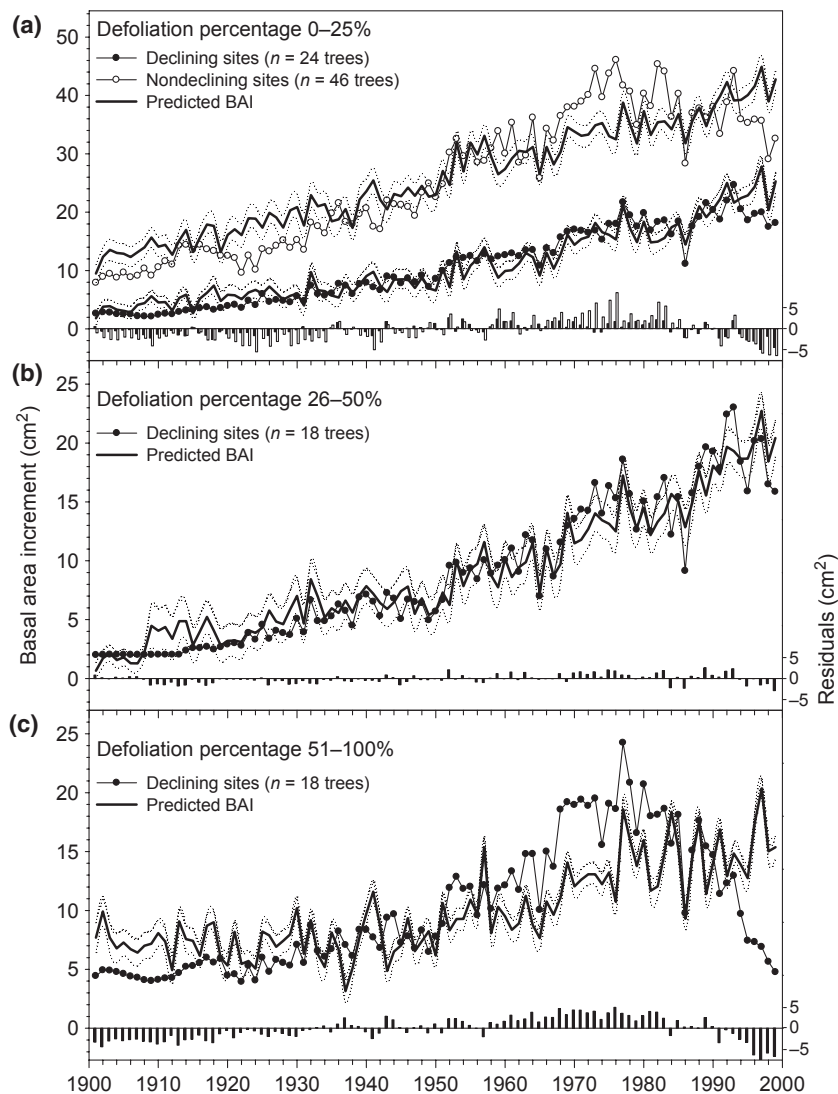 (a)
Defoliation percentage 0–25%
Declining sites (n = 24 trees)
Nondeclining sites (n = 46 trees)
Predicted BAI
50
40
30
20
10
0
5
0
−5
(b)
Defoliation percentage 26–50%
Declining sites (n = 18 trees)
Predicted BAI
25
20
15
10
5
0
5
0
−5
Basal area increment (cm2)
Residuals (cm2)
(c)
Defoliation percentage 51–100%
Declining sites (n = 18 trees)
Predicted BAI
25
20
15
10
5
0
5
0
−5
1900 1910 1920 1930 1940 1950 1960 1970 1980 1990 2000